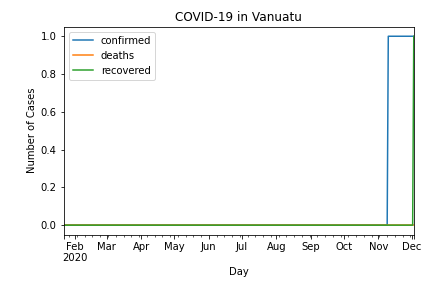 COVID-19 in Vanuatu
confirmed
deaths
recovered
Number of Cases
1.0
0.8
0.6
0.4
0.2
0.0
Feb Mar Apr May Jun Jul Aug Sep Oct Nov Dec
2020
Day